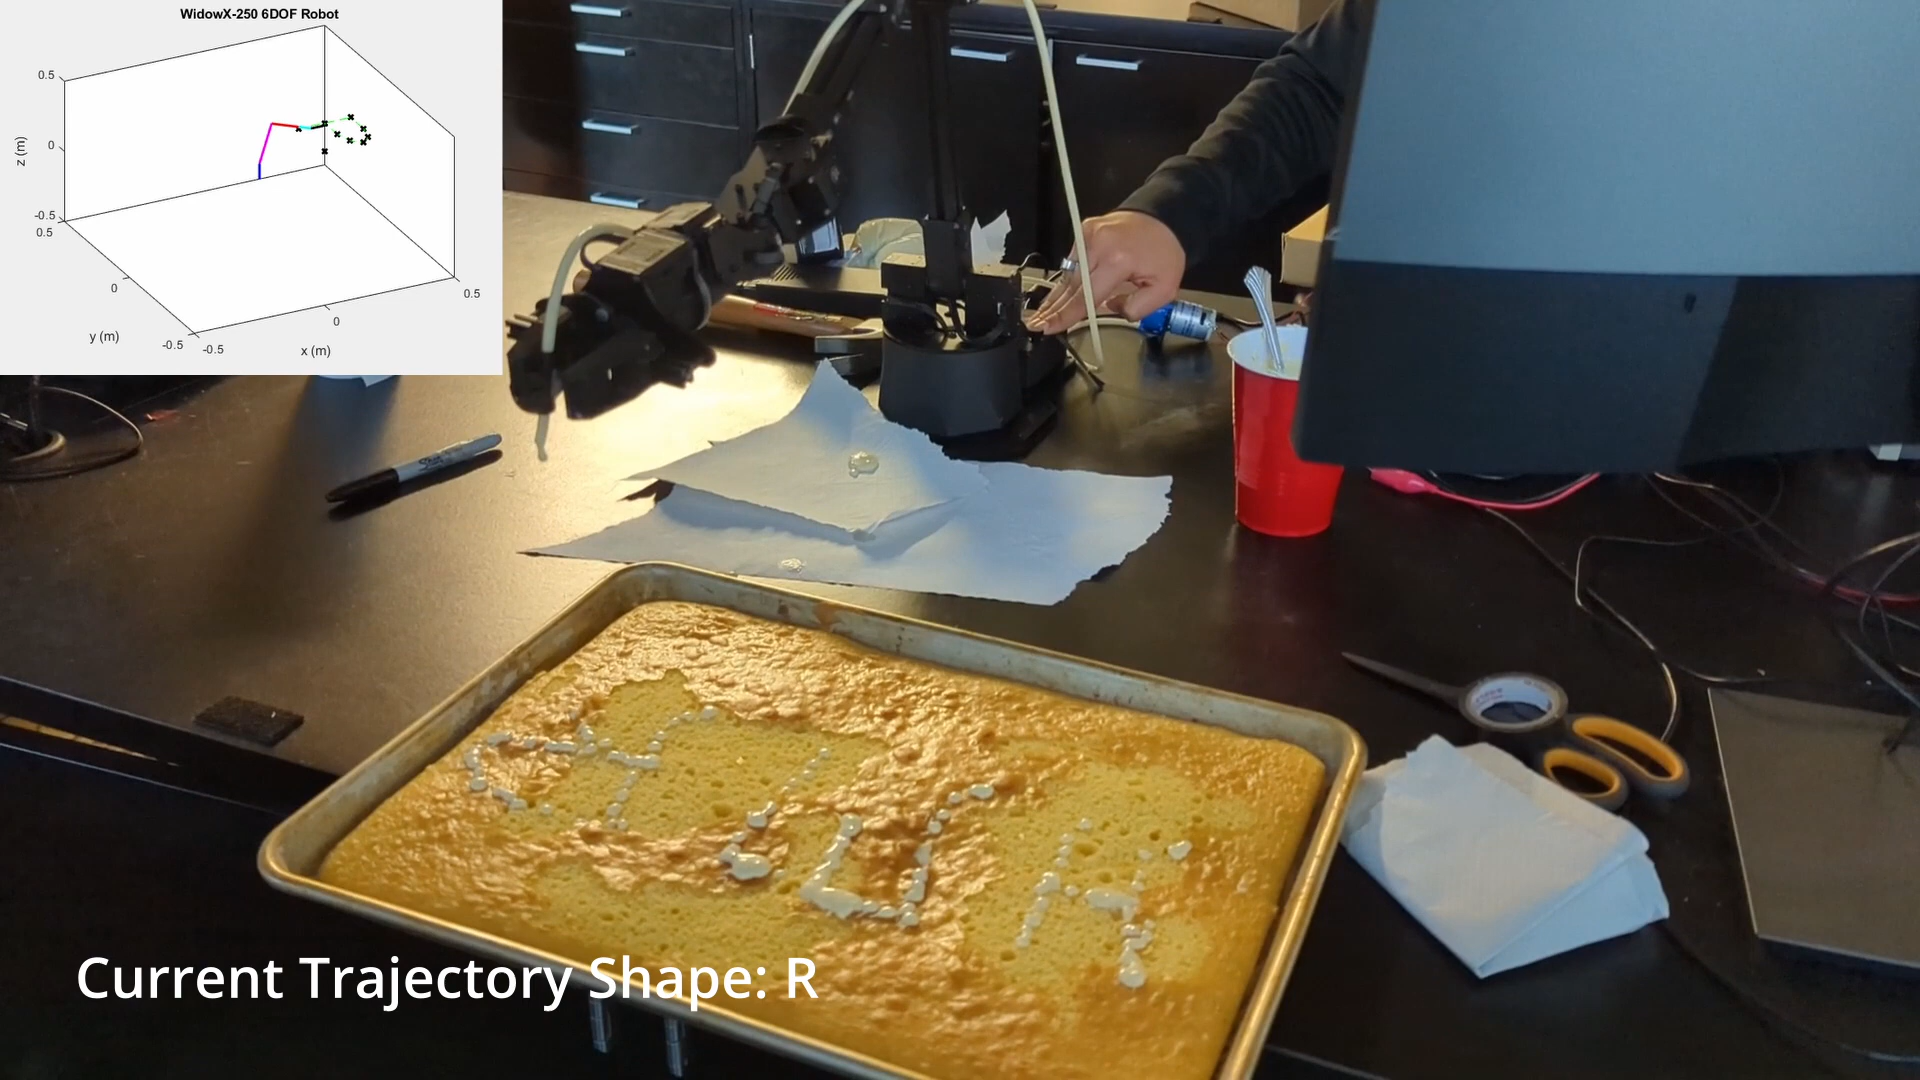 WidowX-250 6DOF Robot
0.5
0
-0.5
z (m)
0.5
0
-0.5
y (m)
-0.5
0
0.5
x (m)
Sharpie
Current Trajectory Shape: R